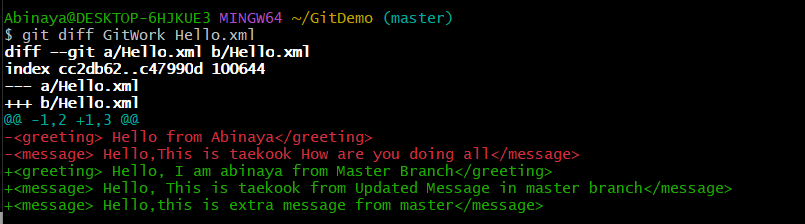 Abinaya@DESKTOP-6HJKUE3 MINGW64 ~/GitDemo (master)
$ git diff GitWork Hello.xml
diff --git a/Hello.xml b/Hello.xml
index cc2db62..c47990d 100644
--- a/Hello.xml
+++ b/Hello.xml
@@ -1,2 +1,3 @@
-<greeting> Hello from Abinaya</greeting>
-<message> Hello,This is taekook How are you doing all</message>
+<greeting> Hello, I am abinaya from Master Branch</greeting>
+<message> Hello, This is taekook from Updated Message in master branch</message>
+<message> Hello,this is extra message from master</message>